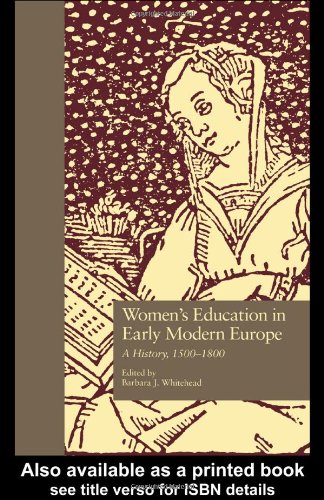 Women's Education in
Early Modern Europe
A History, 1500–1800
Edited by
Barbara J. Whitehead
Also available as a printed book
see title verso for ISBN details